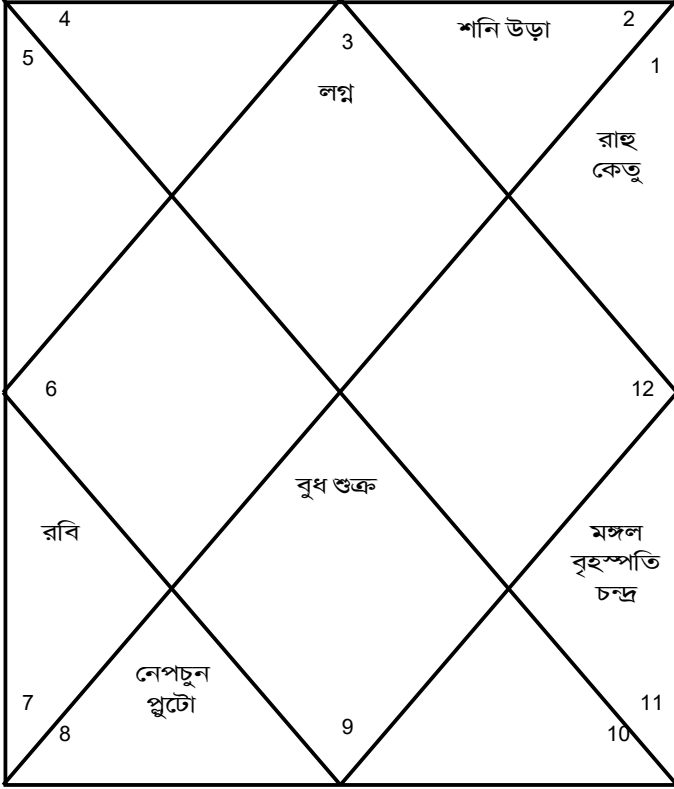 4
3
শনি উড়া
2
5
1
লগ্ন
রাহু
কেতু
6
12
বুধ শুক্র
রবি
মঙ্গল
বৃহস্পতি
চন্দ্র
নেপচুন
প্লুটো
7
11
8
9
10